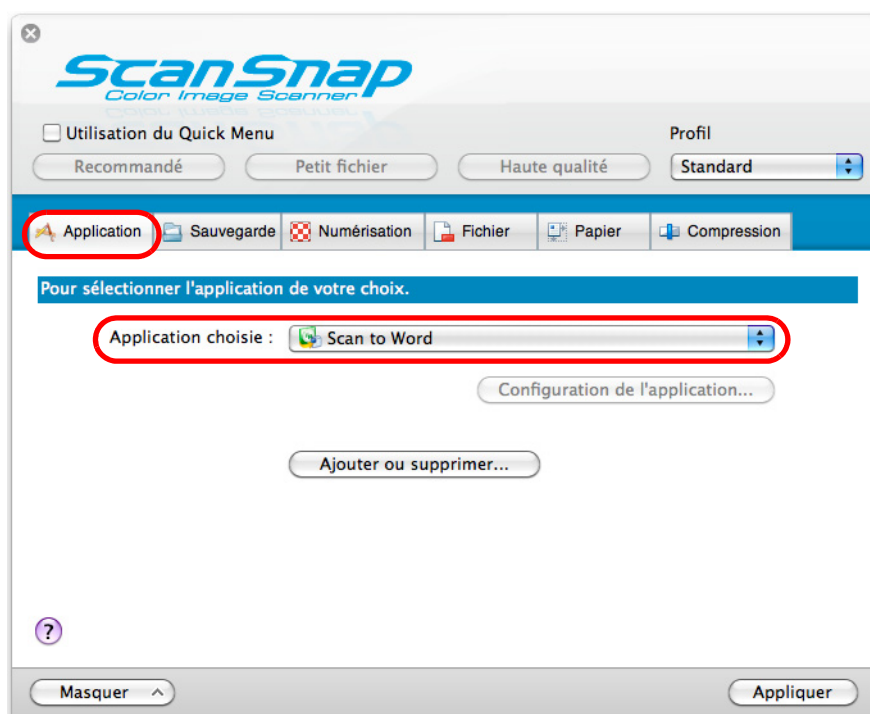 ScanSnap
Color Image Scanner
Utilisation du Quick Menu
Profil
Recommandé
Petit fichier
Haute qualité
Standard
Application
Sauvegarde
Numérisation
Fichier
Papier
Compression
Pour sélectionner l'application de votre choix.
Application choisie :
Scan to Word
Configuration de l'application...
Ajouter ou supprimer...
?
Masquer
Appliquer